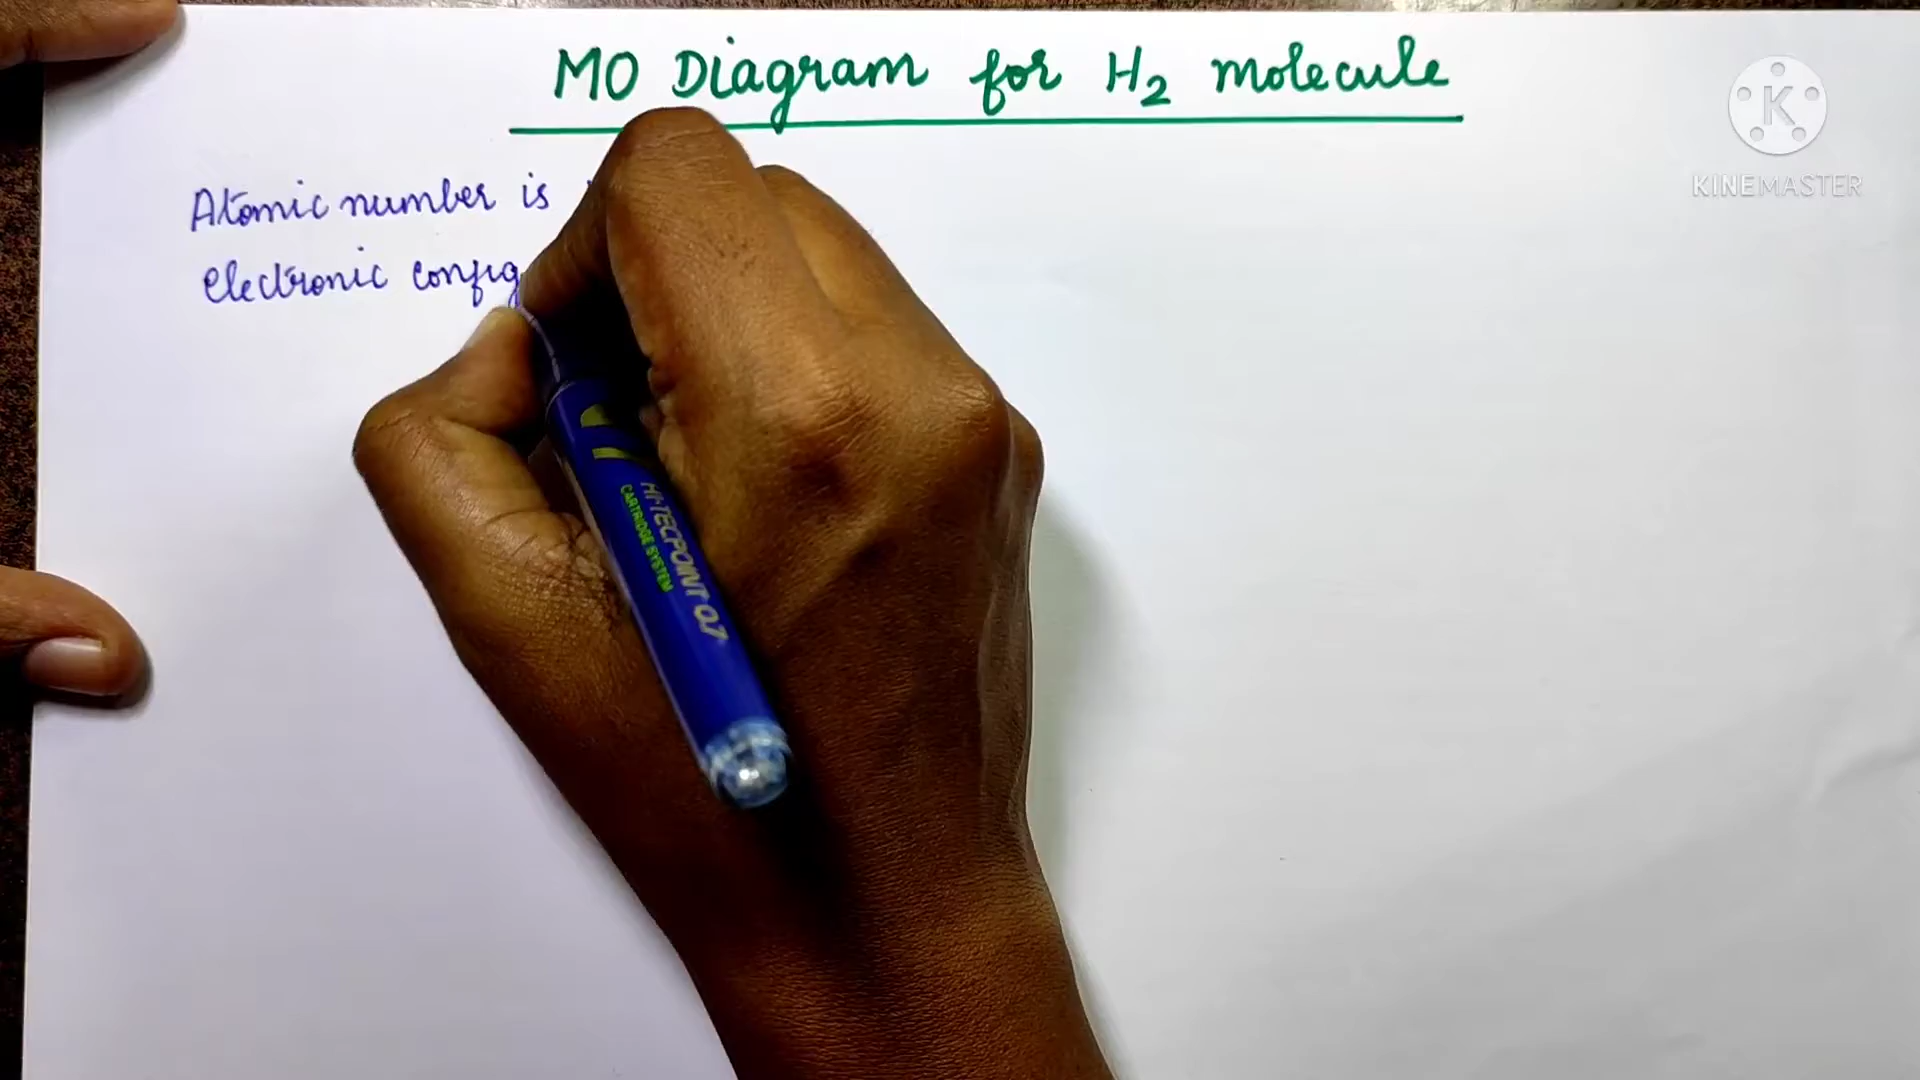 MO Diagram for H2 molecule
K
KINEMASTER
Atomic number is
Electronic config
HI-TECPOINT 0.7
CARTRIDGE SYSTEM